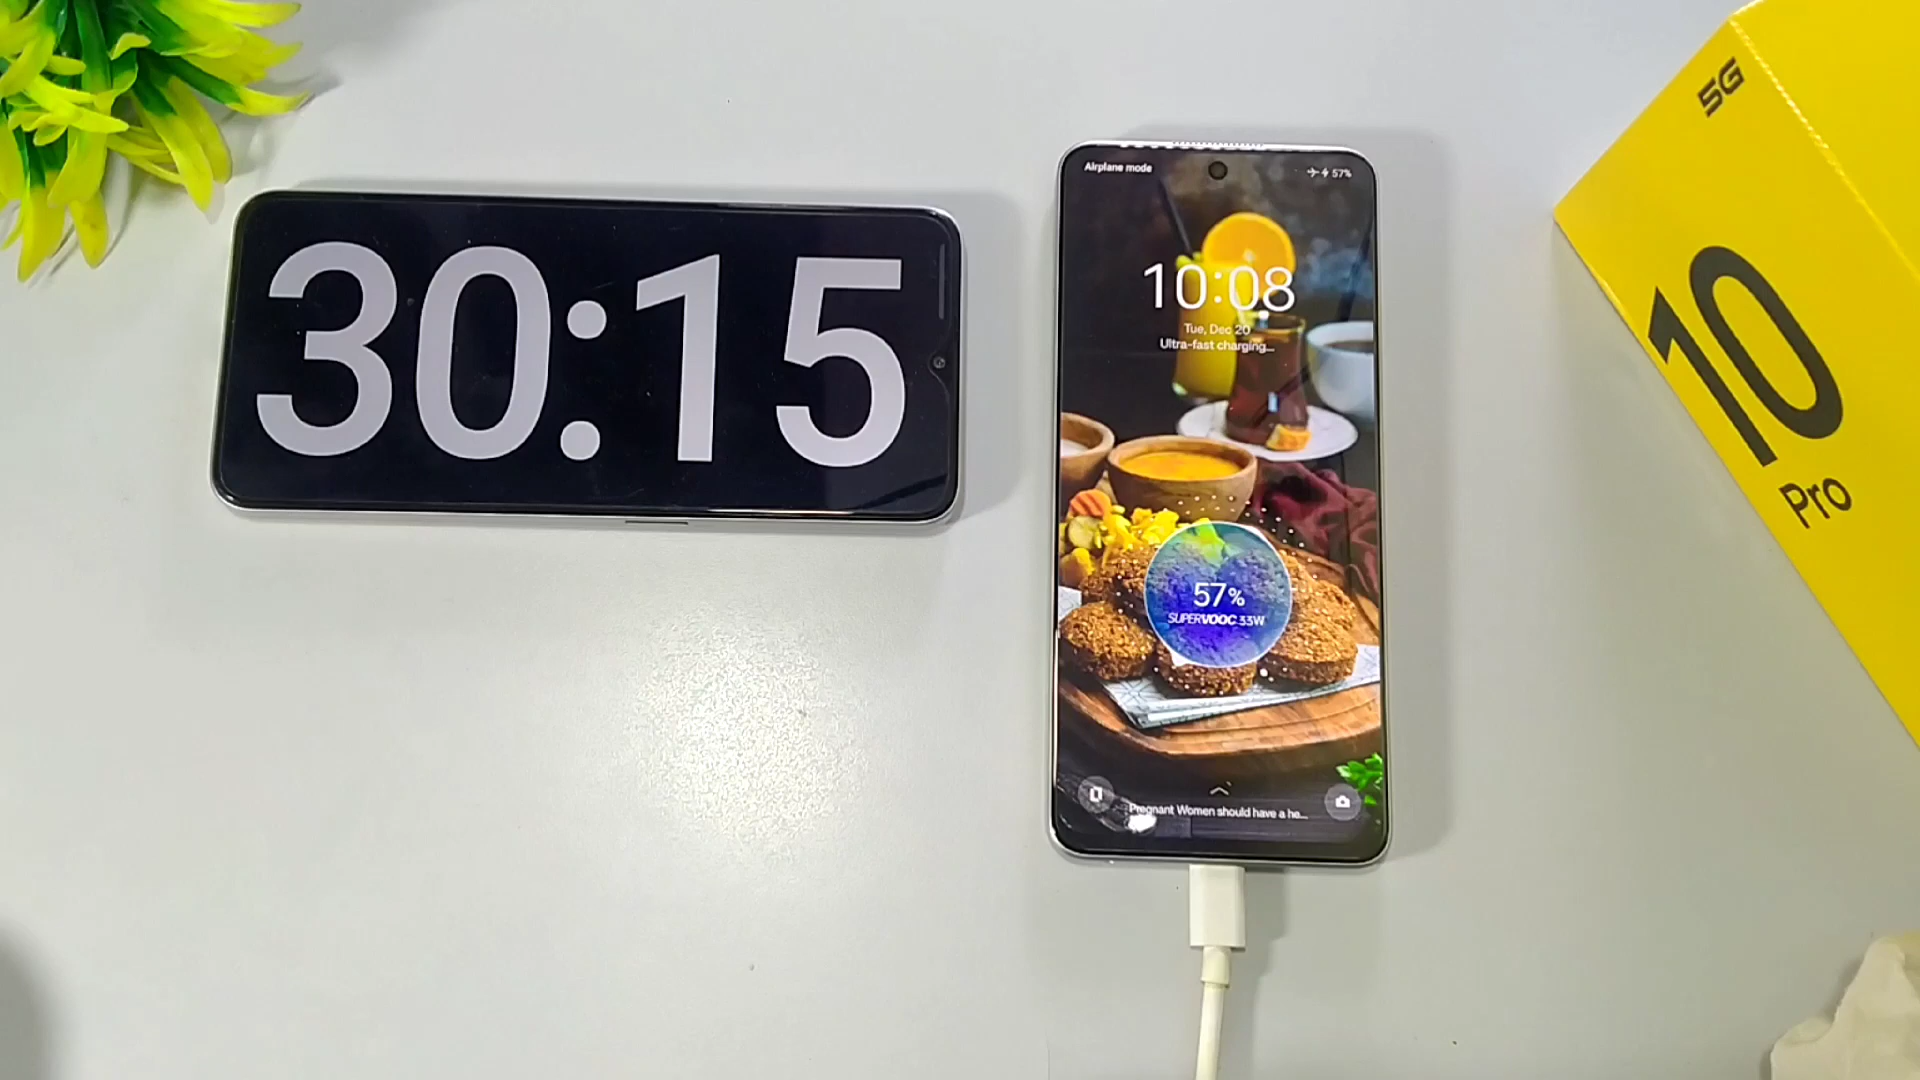 30:15
Airplane mode
57%
10:08
Tue, Dec 20
Ultra-fast charging...
57%
SUPERVOOC 33W
Pregnant Women should have a he...
5G
10
Pro